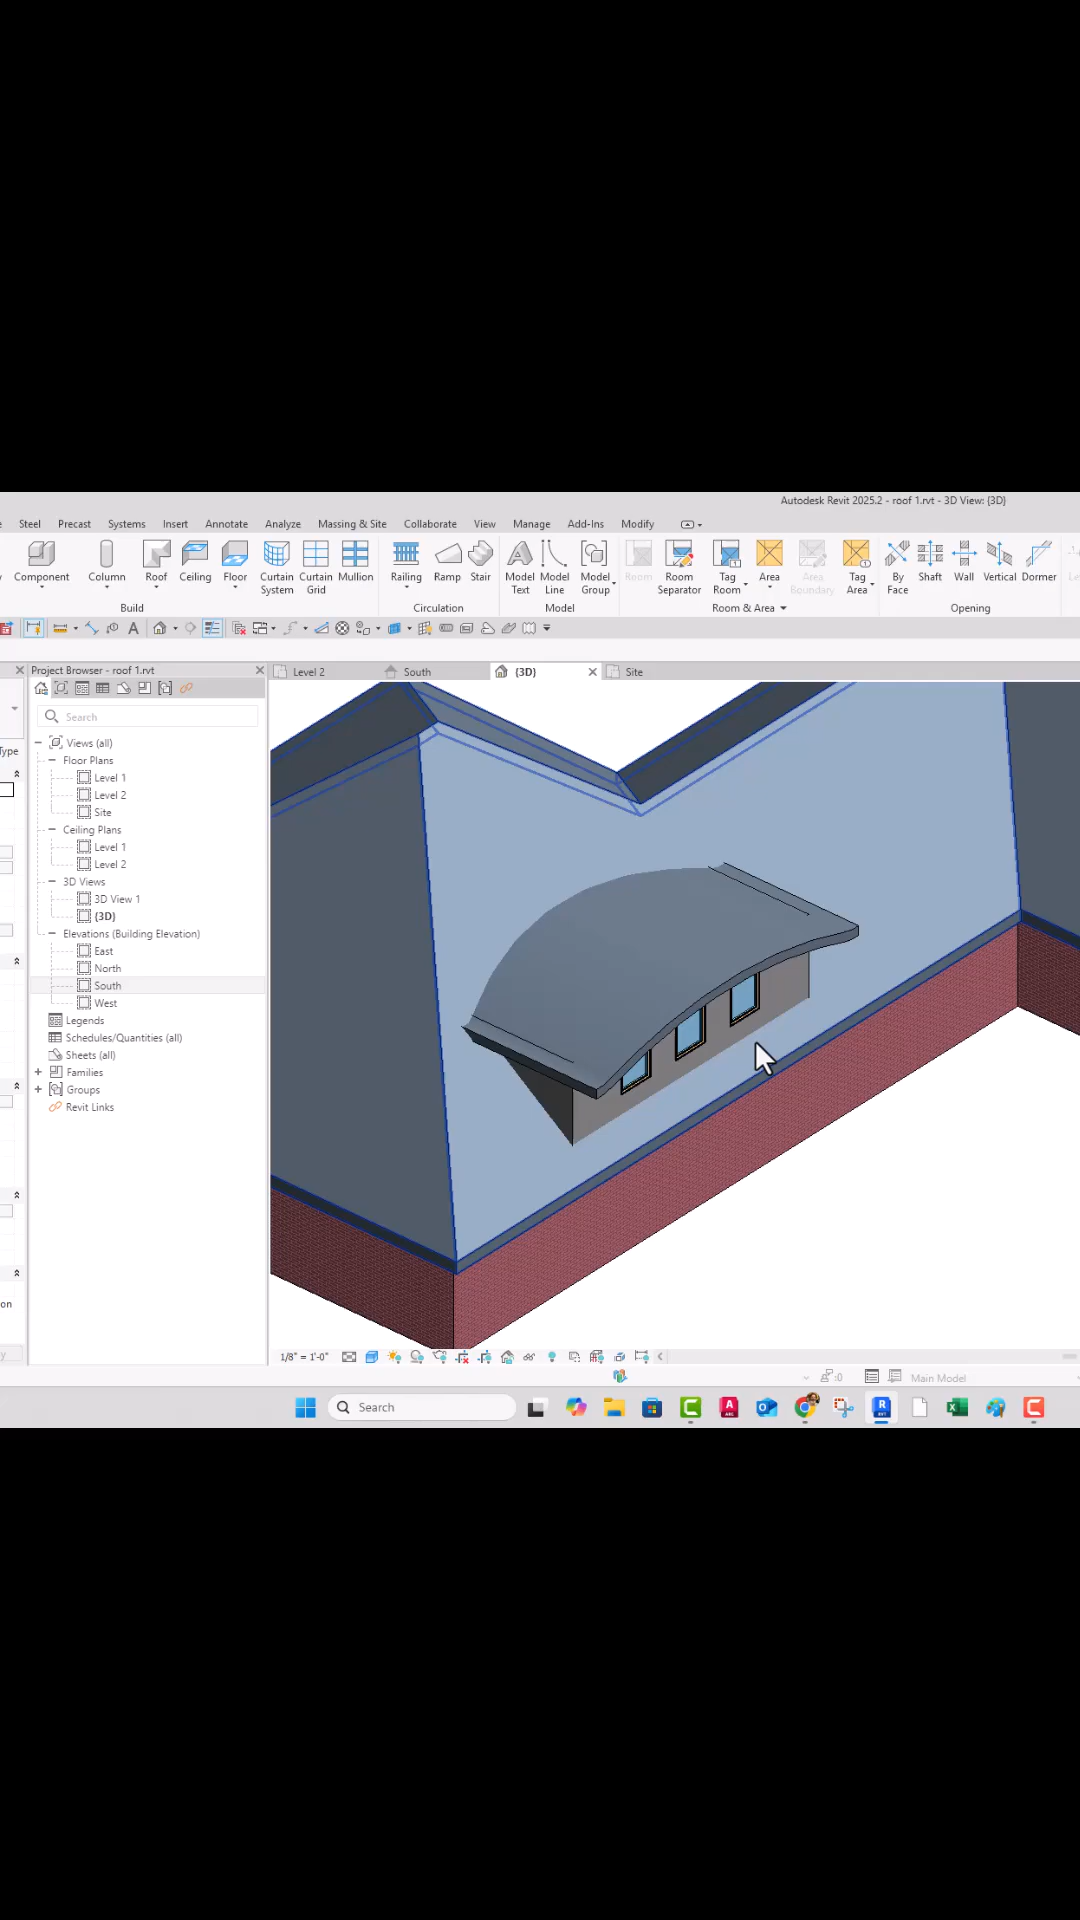 Autodesk Revit 2025.2 - roof 1.rvt - 3D View: {3D}
Steel Precast Systems Insert Annotate Analyze Massing & Site Collaborate View Manage Add-Ins Modify
Component Column Roof Ceiling Floor Curtain System Curtain Grid Mullion Railing Ramp Stair Model Text Model Line Model Group Room Room Separator Tag Room Area Area Boundary Tag Area By Face Shaft Wall Vertical Dormer
Build Circulation Model Room & Area Opening
Project Browser - roof 1.rvt
Level 2 South {3D} Site
Search
Type
Views (all)
Floor Plans
Level 1
Level 2
Site
Ceiling Plans
Level 1
Level 2
3D Views
3D View 1
{3D}
Elevations (Building Elevation)
East
North
South
West
Legends
Schedules/Quantities (all)
Sheets (all)
Families
Groups
Revit Links
on
1/8" = 1'-0"
:0 Main Model
Search